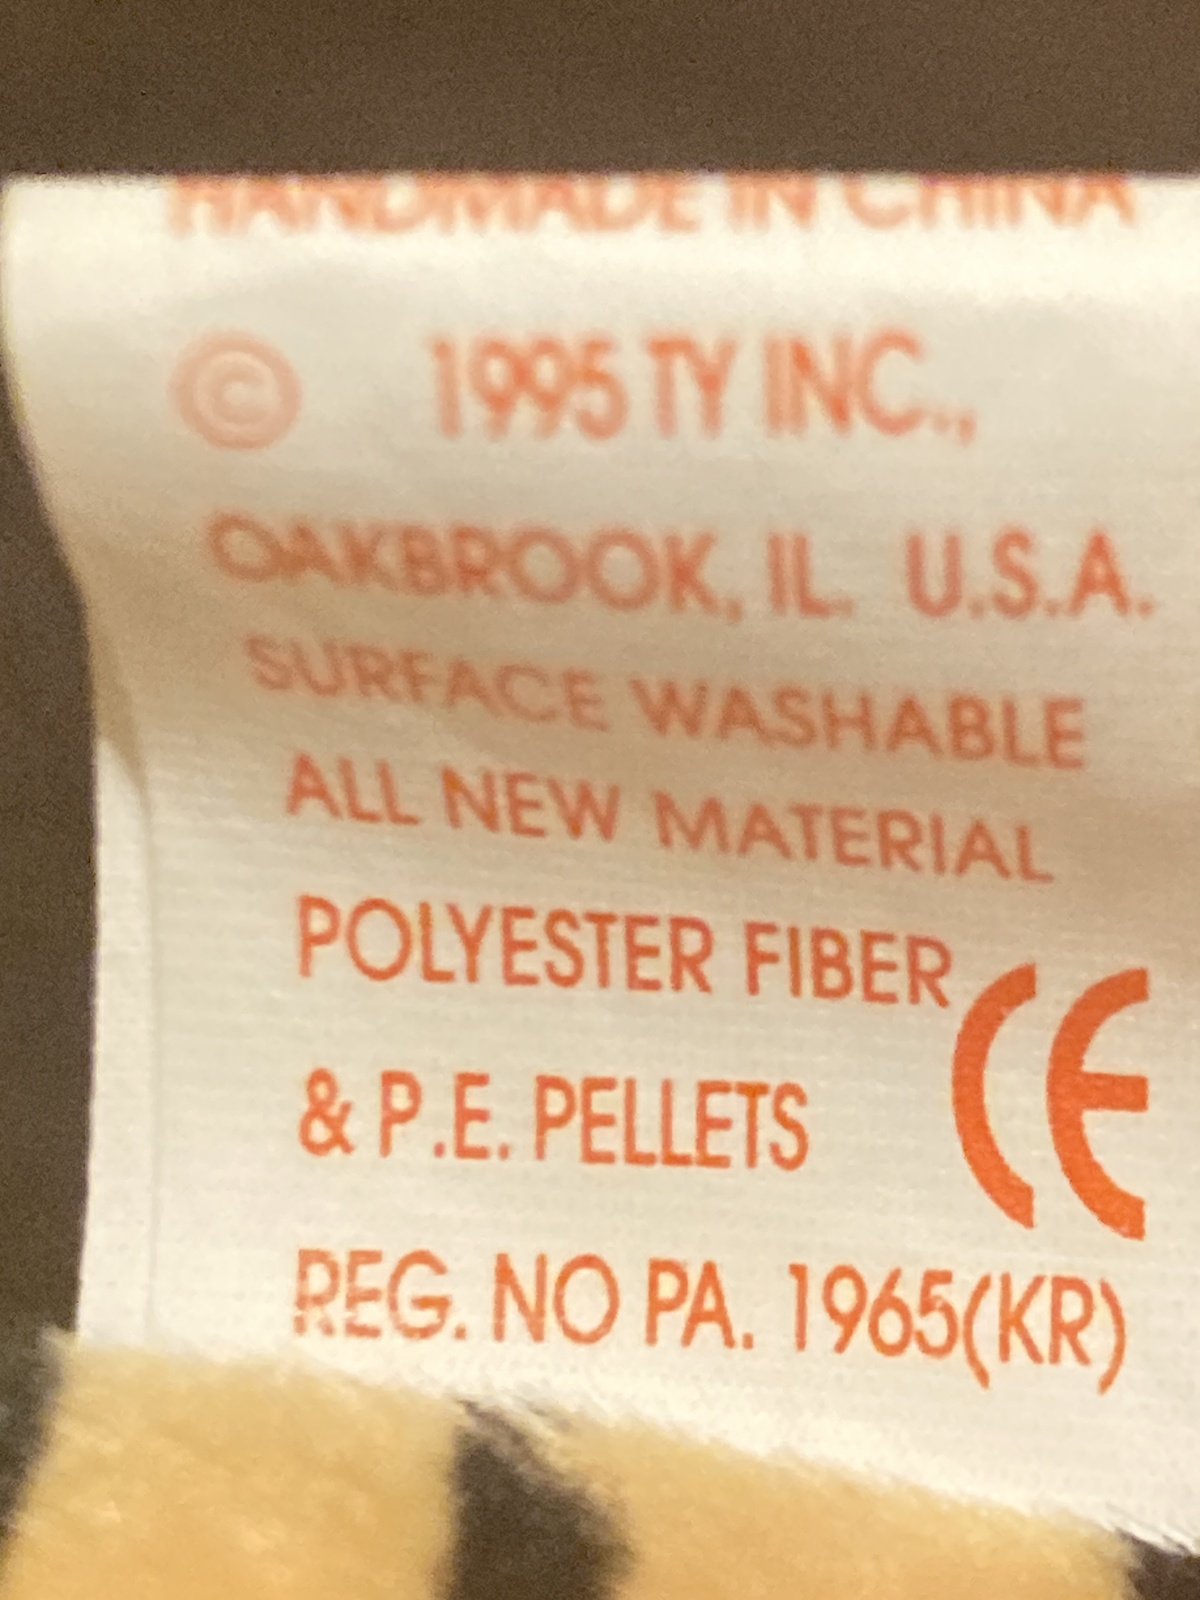 HANDMADE IN CHINA
© 1995 TY INC.,
OAKBROOK, IL. U.S.A.
SURFACE WASHABLE
ALL NEW MATERIAL
POLYESTER FIBER
& P.E. PELLETS CE
REG. NO PA. 1965(KR)